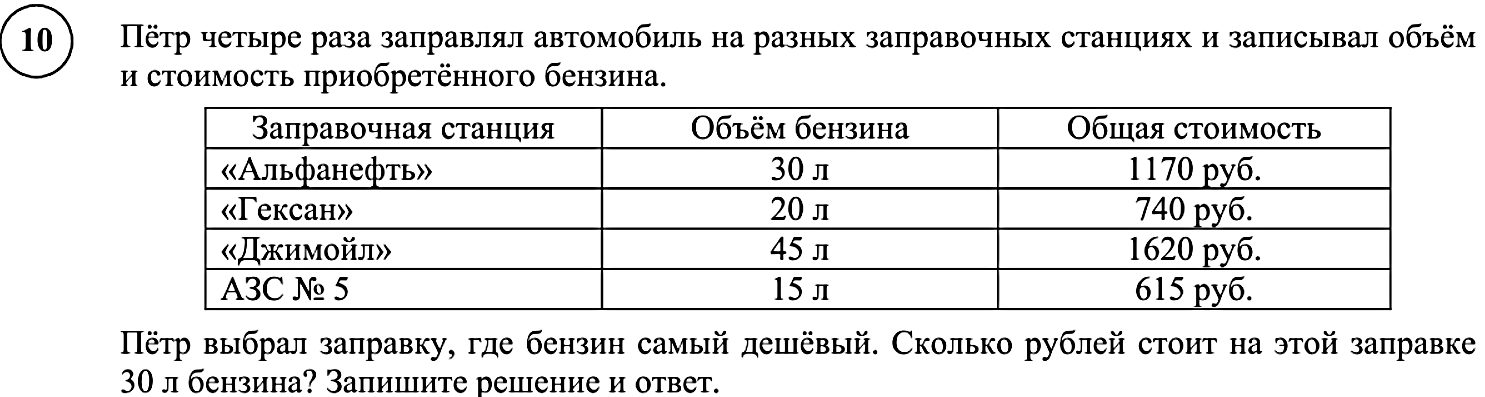 10
Пётр четыре раза заправлял автомобиль на разных заправочных станциях и записывал объём
и стоимость приобретённого бензина.
Заправочная станция Объём бензина Общая стоимость
«Альфанефть» 30 л 1170 руб.
«Гексан» 20 л 740 руб.
«Джимойл» 45 л 1620 руб.
АЗС № 5 15 л 615 руб.
Пётр выбрал заправку, где бензин самый дешёвый. Сколько рублей стоит на этой заправке
30 л бензина? Запишите решение и ответ.